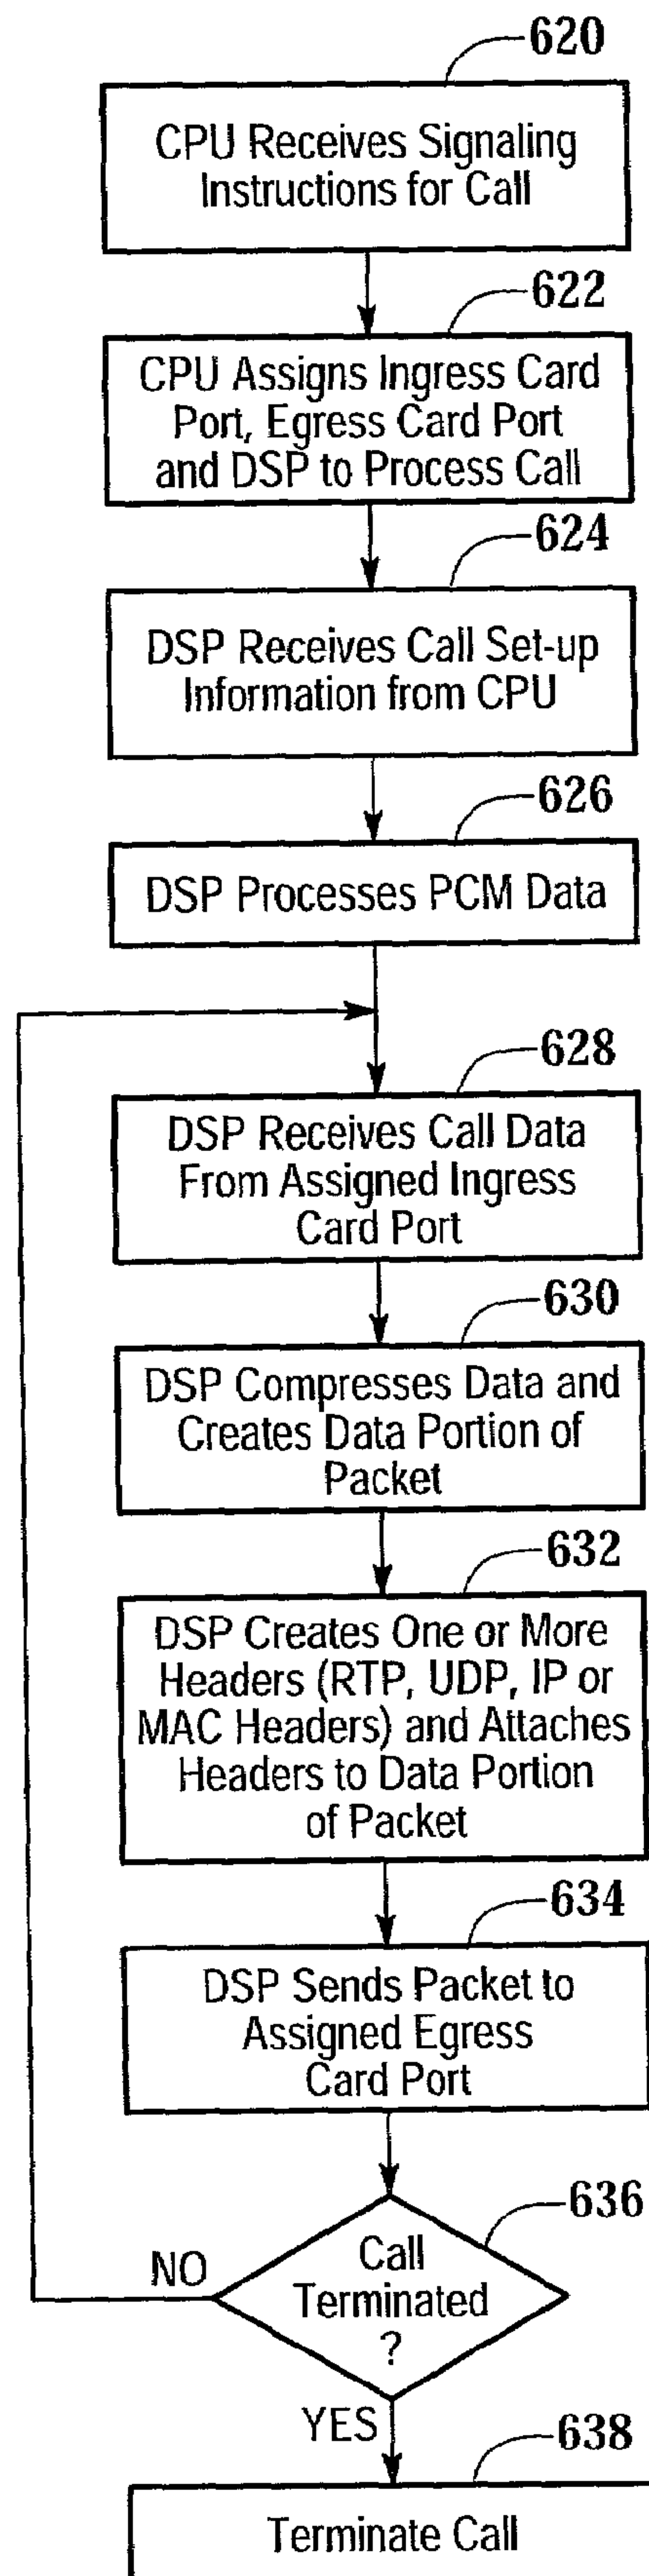 620
CPU Receives Signaling
Instructions for Call
622
CPU Assigns Ingress Card
Port, Egress Card Port
and DSP to Process Call
624
DSP Receives Call Set-up
Information from CPU
626
DSP Processes PCM Data
628
DSP Receives Call Data
From Assigned Ingress
Card Port
630
DSP Compresses Data and
Creates Data Portion of
Packet
632
DSP Creates One or More
Headers (RTP, UDP, IP or
MAC Headers) and Attaches
Headers to Data Portion
of Packet
634
DSP Sends Packet to
Assigned Egress
Card Port
636
NO
Call
Terminated
?
YES
638
Terminate Call